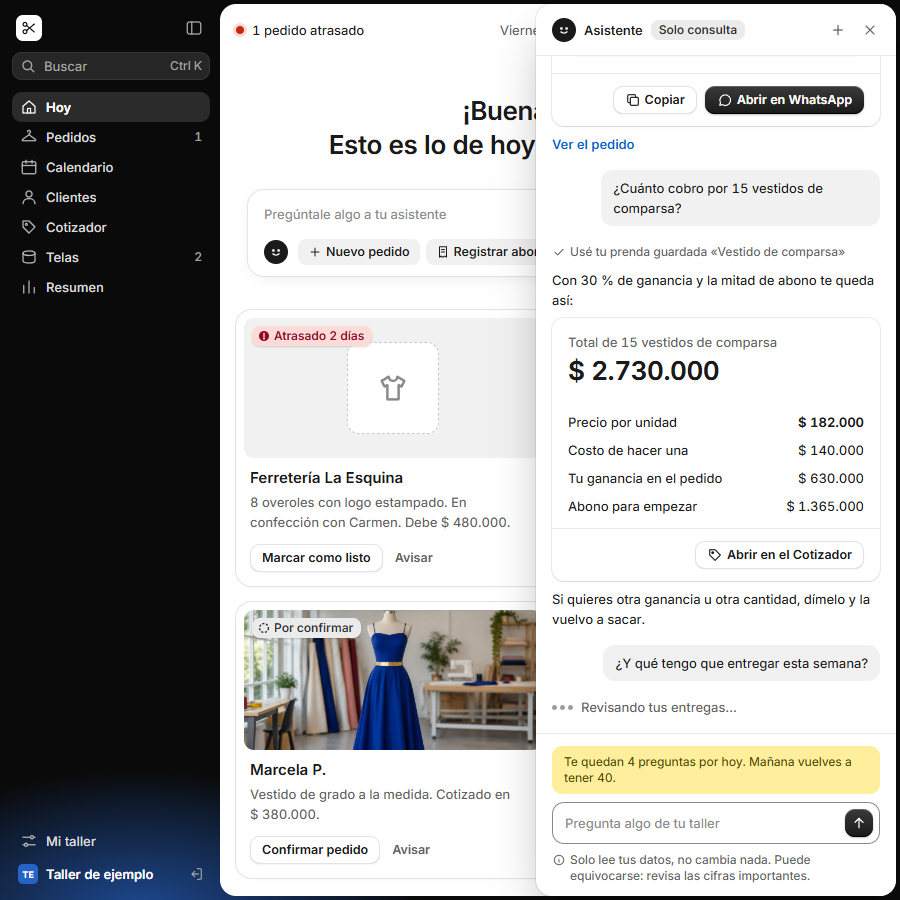 Buscar
Ctrl K
Hoy
Pedidos
1
Calendario
Clientes
Cotizador
Telas
2
Resumen
Mi taller
TE
Taller de ejemplo
1 pedido atrasado
Vierne
¡Buena
Esto es lo de hoy
Pregúntale algo a tu asistente
Nuevo pedido
Registrar abon
Atrasado 2 días
Ferretería La Esquina
8 overoles con logo estampado. En
confección con Carmen. Debe $ 480.000.
Marcar como listo
Avisar
Por confirmar
Marcela P.
Vestido de grado a la medida. Cotizado en
$ 380.000.
Confirmar pedido
Avisar
Asistente
Solo consulta
Copiar
Abrir en WhatsApp
Ver el pedido
¿Cuánto cobro por 15 vestidos de
comparsa?
Usé tu prenda guardada «Vestido de comparsa»
Con 30 % de ganancia y la mitad de abono te queda
así:
Total de 15 vestidos de comparsa
$ 2.730.000
Precio por unidad
$ 182.000
Costo de hacer una
$ 140.000
Tu ganancia en el pedido
$ 630.000
Abono para empezar
$ 1.365.000
Abrir en el Cotizador
Si quieres otra ganancia u otra cantidad, dímelo y la
vuelvo a sacar.
¿Y qué tengo que entregar esta semana?
Revisando tus entregas...
Te quedan 4 preguntas por hoy. Mañana vuelves a
tener 40.
Pregunta algo de tu taller
Solo lee tus datos, no cambia nada. Puede
equivocarse: revisa las cifras importantes.